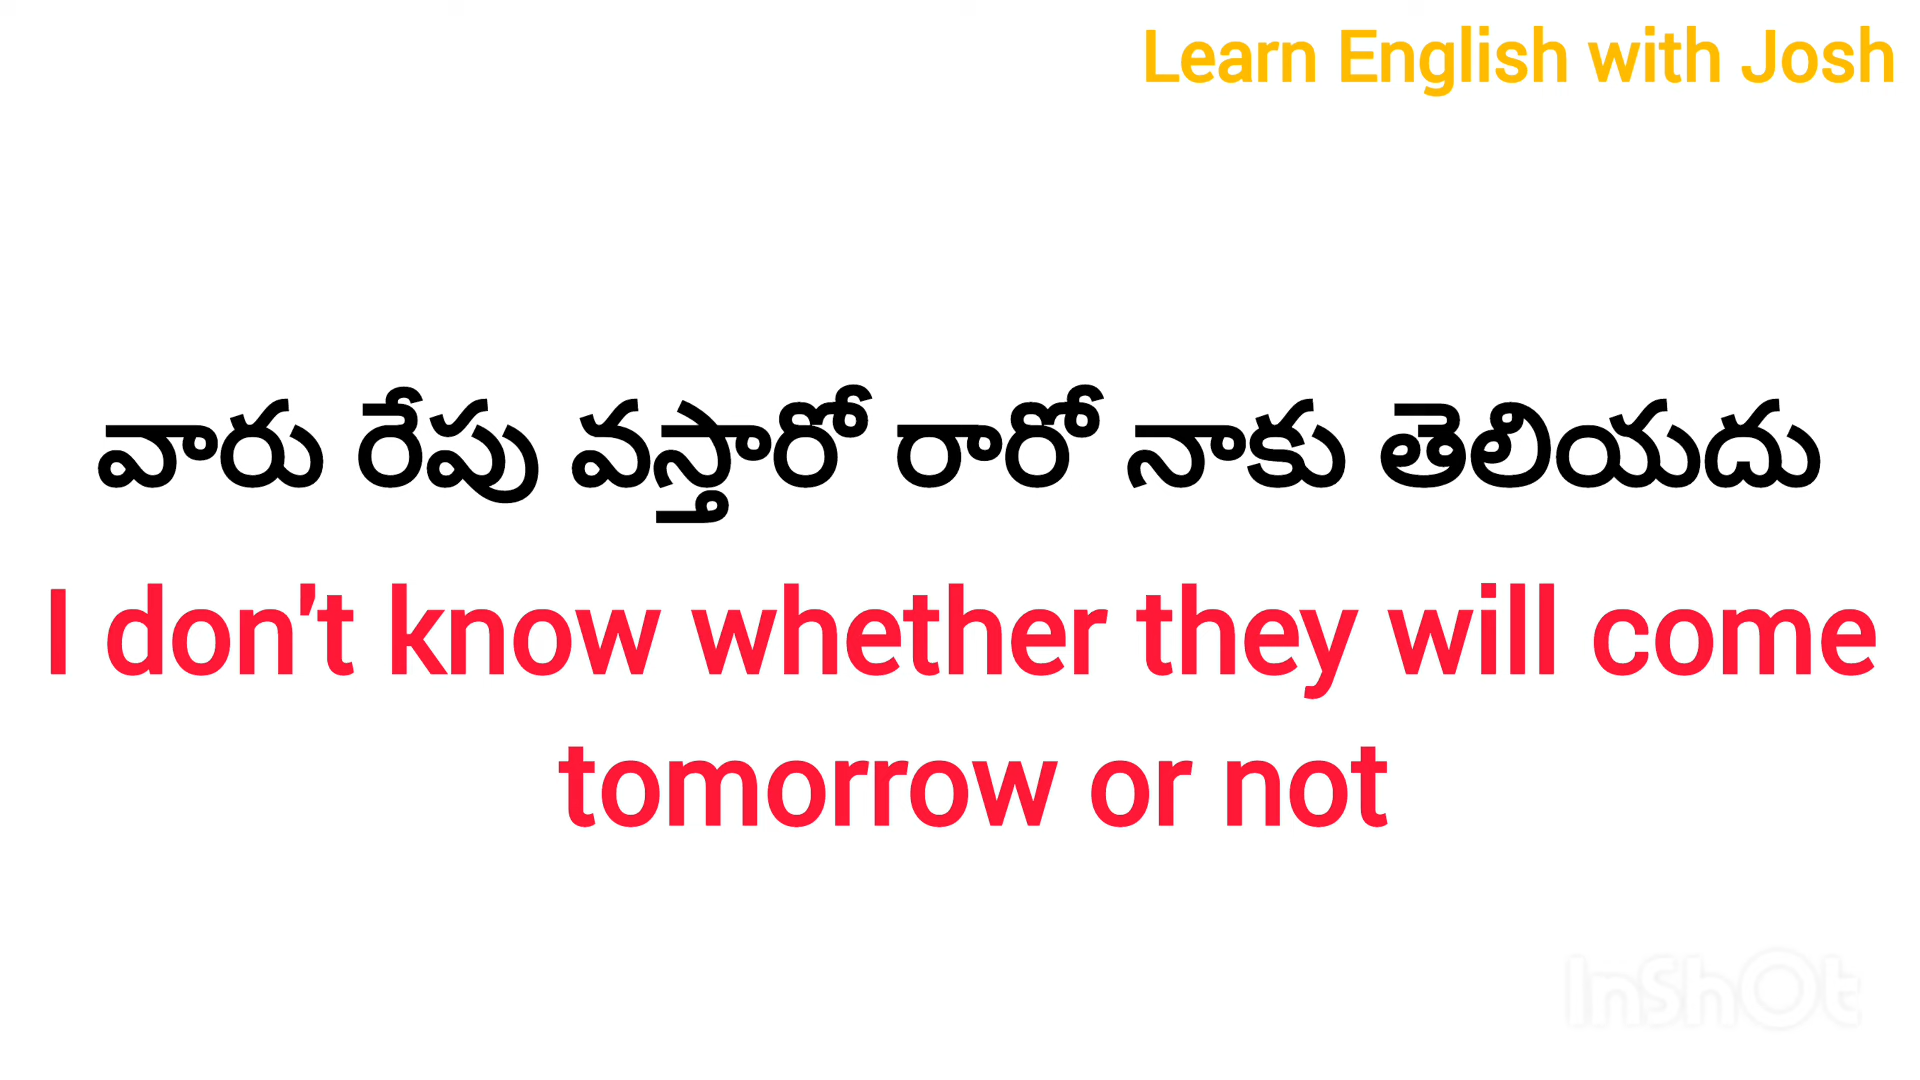 Learn English with Josh
వారు రేపు వస్తారో రారో నాకు తెలియదు
I don't know whether they will come
tomorrow or not
InShOt